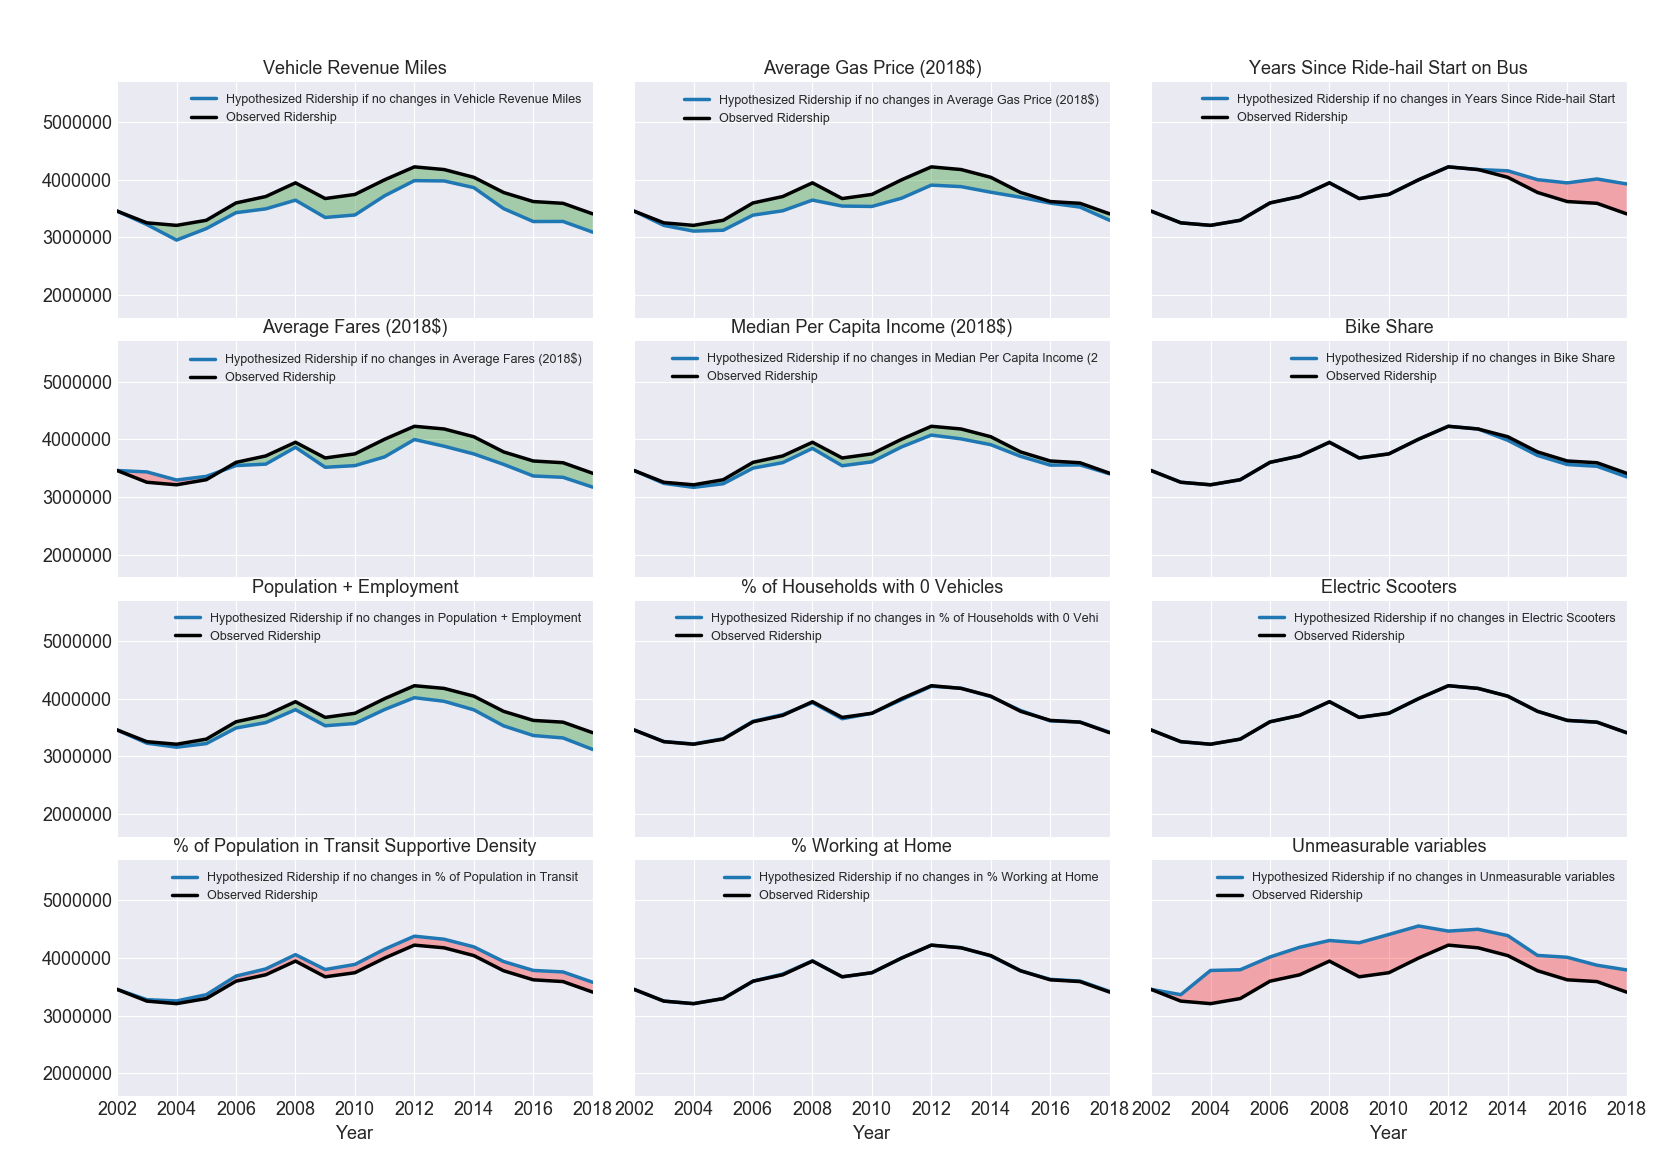 Vehicle Revenue Miles
Hypothesized Ridership if no changes in Vehicle Revenue Miles
Observed Ridership
5000000
4000000
3000000
2000000
Average Gas Price (2018$)
Hypothesized Ridership if no changes in Average Gas Price (2018$)
Observed Ridership
Years Since Ride-hail Start on Bus
Hypothesized Ridership if no changes in Years Since Ride-hail Start
Observed Ridership
Average Fares (2018$)
Hypothesized Ridership if no changes in Average Fares (2018$)
Observed Ridership
5000000
4000000
3000000
2000000
Median Per Capita Income (2018$)
Hypothesized Ridership if no changes in Median Per Capita Income (2
Observed Ridership
Bike Share
Hypothesized Ridership if no changes in Bike Share
Observed Ridership
Population + Employment
Hypothesized Ridership if no changes in Population + Employment
Observed Ridership
5000000
4000000
3000000
2000000
% of Households with 0 Vehicles
Hypothesized Ridership if no changes in % of Households with 0 Vehi
Observed Ridership
Electric Scooters
Hypothesized Ridership if no changes in Electric Scooters
Observed Ridership
% of Population in Transit Supportive Density
Hypothesized Ridership if no changes in % of Population in Transit
Observed Ridership
5000000
4000000
3000000
2000000
2002 2004 2006 2008 2010 2012 2014 2016 2018
Year
% Working at Home
Hypothesized Ridership if no changes in % Working at Home
Observed Ridership
2002 2004 2006 2008 2010 2012 2014 2016 2018
Year
Unmeasurable variables
Hypothesized Ridership if no changes in Unmeasurable variables
Observed Ridership
2002 2004 2006 2008 2010 2012 2014 2016 2018
Year